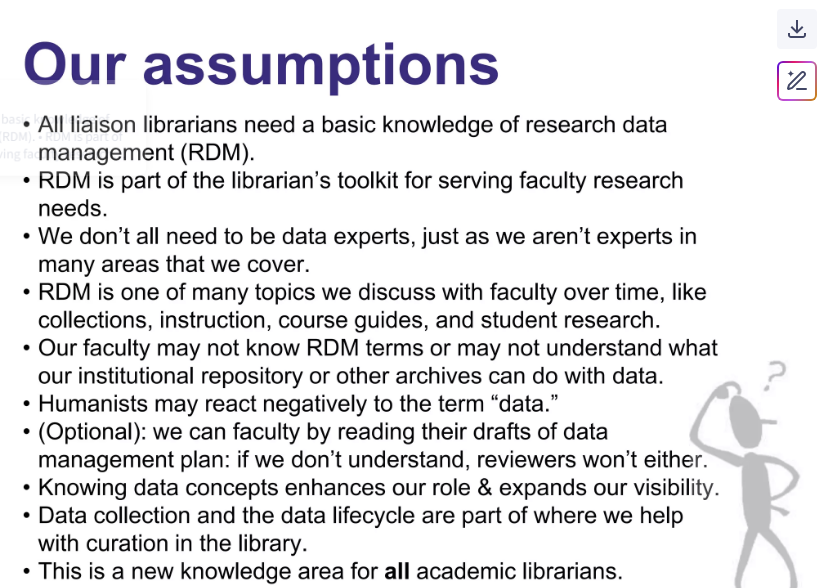 Our assumptions
• All liaison librarians need a basic knowledge of research data
management (RDM).
• RDM is part of the librarian’s toolkit for serving faculty research
needs.
• We don’t all need to be data experts, just as we aren’t experts in
many areas that we cover.
• RDM is one of many topics we discuss with faculty over time, like
collections, instruction, course guides, and student research.
• Our faculty may not know RDM terms or may not understand what
our institutional repository or other archives can do with data.
• Humanists may react negatively to the term “data.”
• (Optional): we can faculty by reading their drafts of data
management plan: if we don’t understand, reviewers won’t either.
• Knowing data concepts enhances our role & expands our visibility.
• Data collection and the data lifecycle are part of where we help
with curation in the library.
• This is a new knowledge area for all academic librarians.
?